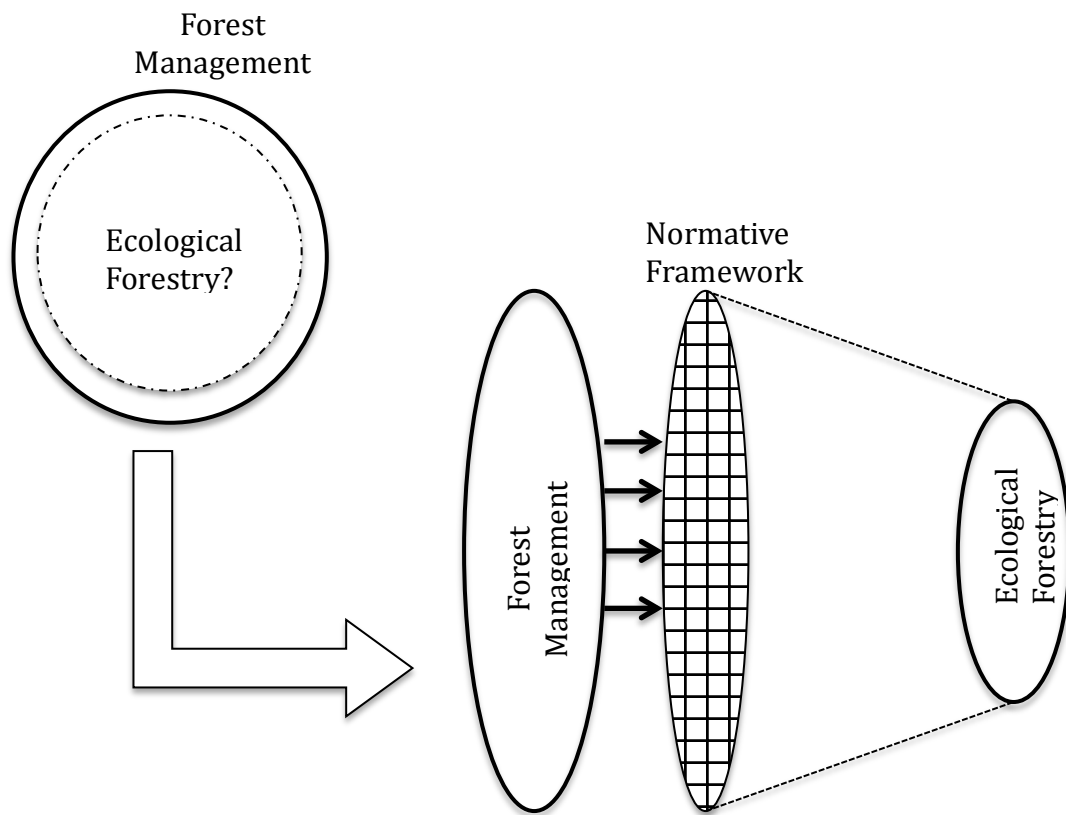 Forest
Management
Ecological
Forestry?
Normative
Framework
Forest
Management
Ecological
Forestry